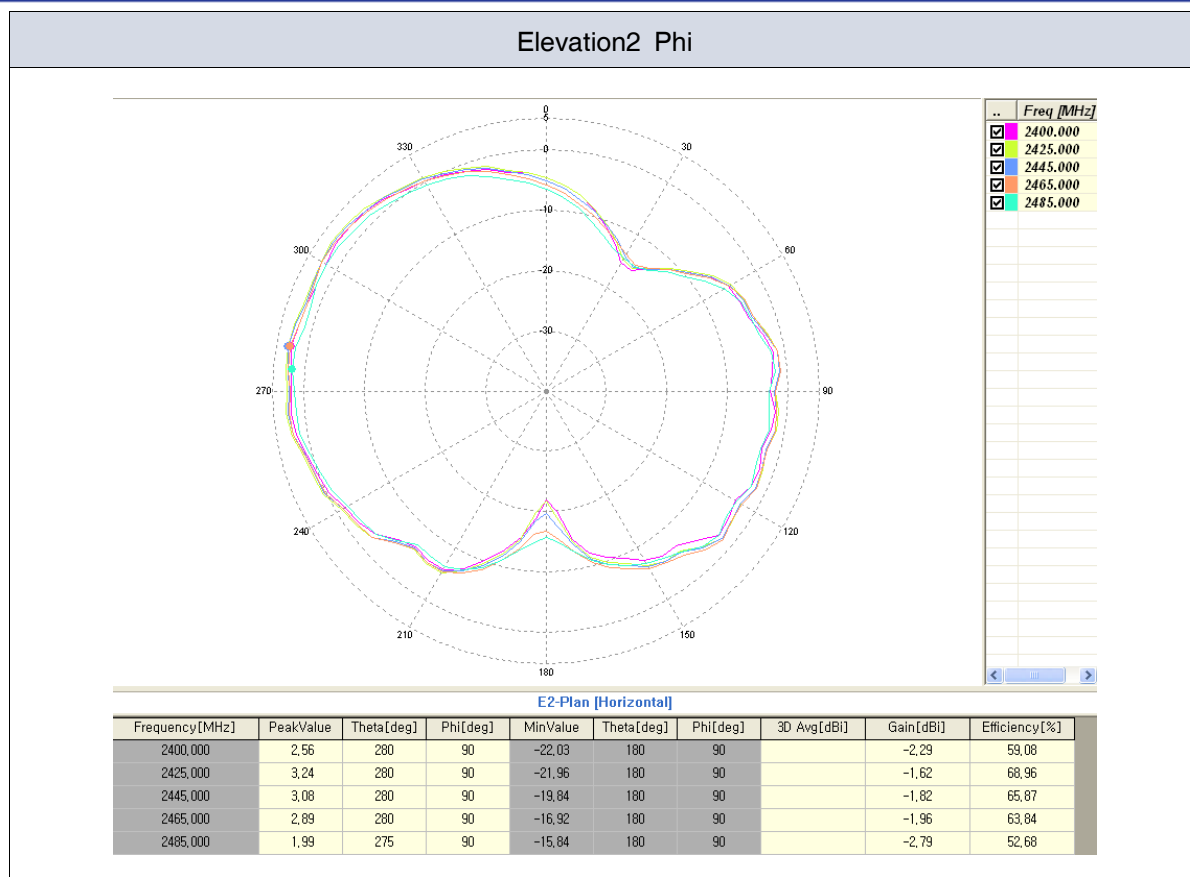 Elevation2 Phi
0
5
0
-10
-20
-30
30
60
90
120
150
180
210
240
270
300
330
.. Freq [MHz]
2400.000
2425.000
2445.000
2465.000
2485.000
E2-Plan [Horizontal]
Frequency[MHz] PeakValue Theta[deg] Phi[deg] MinValue Theta[deg] Phi[deg] 3D Avg[dBi] Gain[dBi] Efficiency[%]
2400,000 2,56 280 90 -22,03 180 90 -2,29 59,08
2425,000 3,24 280 90 -21,96 180 90 -1,62 68,96
2445,000 3,08 280 90 -19,84 180 90 -1,82 65,87
2465,000 2,89 280 90 -16,92 180 90 -1,96 63,84
2485,000 1,99 275 90 -15,84 180 90 -2,79 52,68